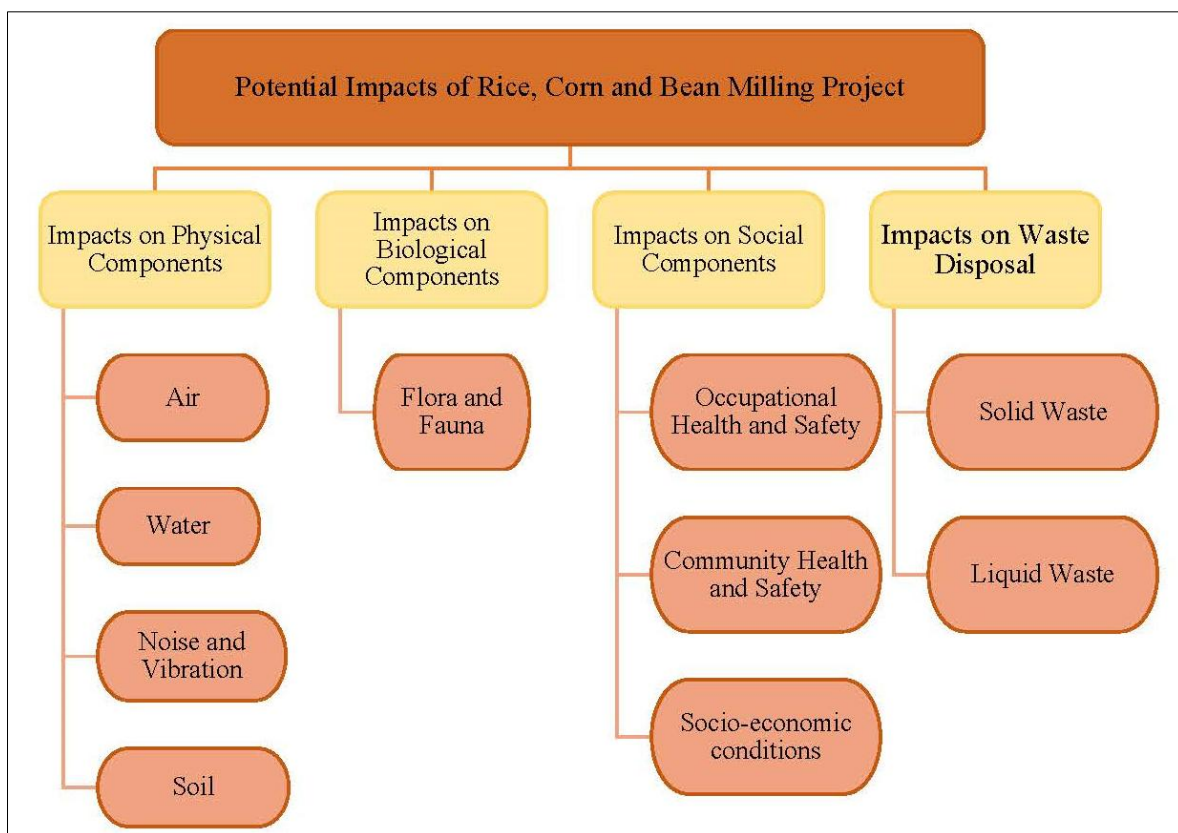 Potential Impacts of Rice, Corn and Bean Milling Project
Impacts on Physical
Components
Impacts on
Biological
Components
Impacts on Social
Components
Impacts on Waste
Disposal
Air
Water
Noise and
Vibration
Soil
Flora and
Fauna
Occupational
Health and Safety
Community Health
and Safety
Socio-economic
conditions
Solid Waste
Liquid Waste